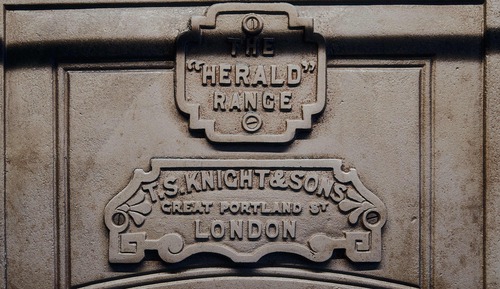 THE
"HERALD"
RANGE
T.S. KNIGHT & SONS
GREAT PORTLAND ST
LONDON